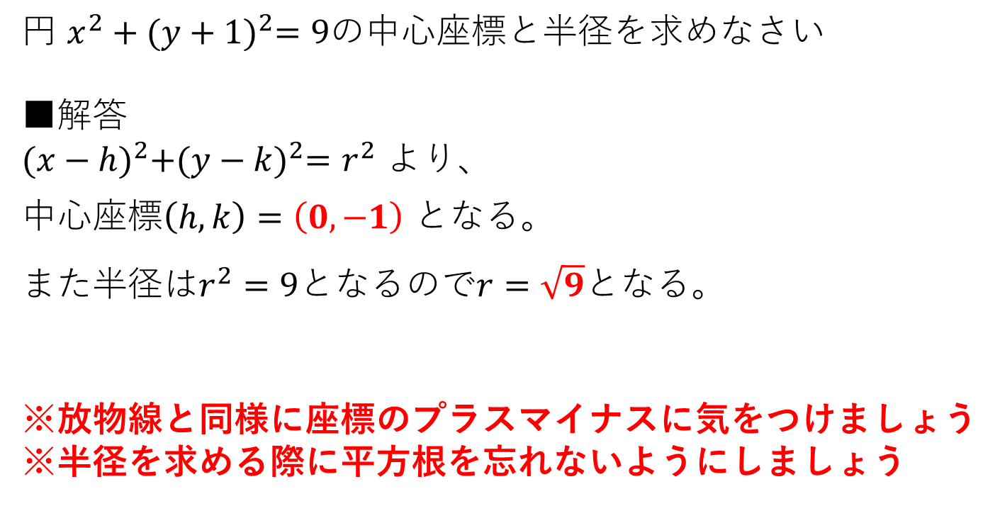 円 x² + (y + 1)²= 9の中心座標と半径を求めなさい
■解答
(x − h)²+(y − k)²= r² より、
中心座標(h, k) = (0, −1) となる。
また半径はr² = 9となるのでr = √9となる。
※放物線と同様に座標のプラスマイナスに気をつけましょう
※半径を求める際に平方根を忘れないようにしましょう